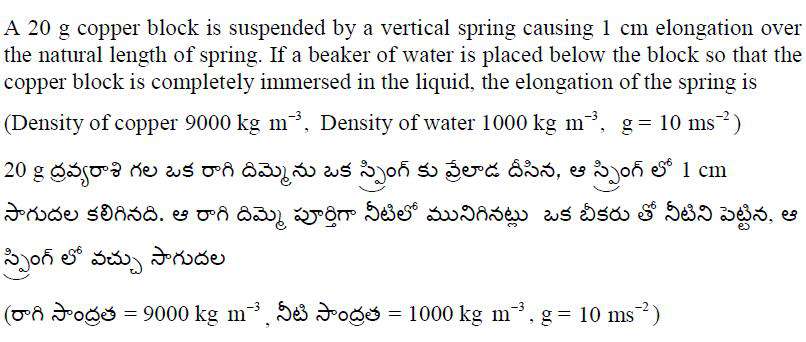 A 20 g copper block is suspended by a vertical spring causing 1 cm elongation over
the natural length of spring. If a beaker of water is placed below the block so that the
copper block is completely immersed in the liquid, the elongation of the spring is
(Density of copper 9000 kg m⁻³, Density of water 1000 kg m⁻³, g = 10 ms⁻²)
20 g ద్రవ్యరాశి గల ఒక రాగి దిమ్మెను ఒక స్ప్రింగ్ కు వ్రేలాడ దీసిన, ఆ స్ప్రింగ్ లో 1 cm
సాగుదల కలిగినది. ఆ రాగి దిమ్మె పూర్తిగా నీటిలో మునిగినట్లు ఒక బీకరు తో నీటిని పెట్టిన, ఆ
స్ప్రింగ్ లో వచ్చు సాగుదల
(రాగి సాంద్రత = 9000 kg m⁻³, నీటి సాంద్రత = 1000 kg m⁻³, g = 10 ms⁻²)